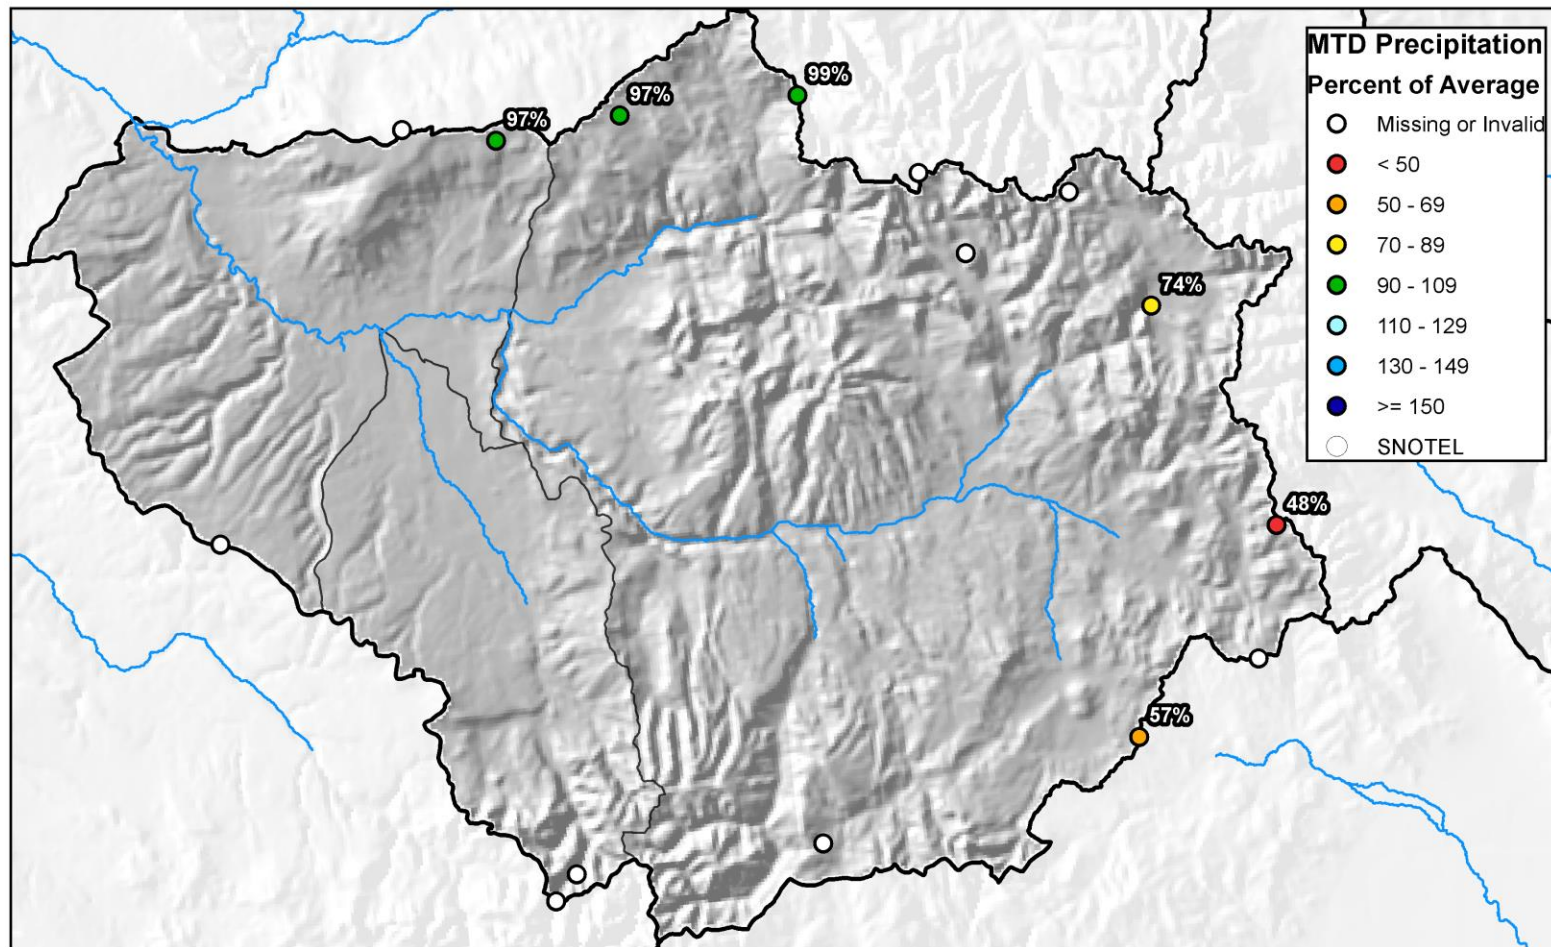 MTD Precipitation
Percent of Average
Missing or Invalid
< 50
50 - 69
70 - 89
90 - 109
110 - 129
130 - 149
>= 150
SNOTEL
99%
97%
97%
74%
48%
57%